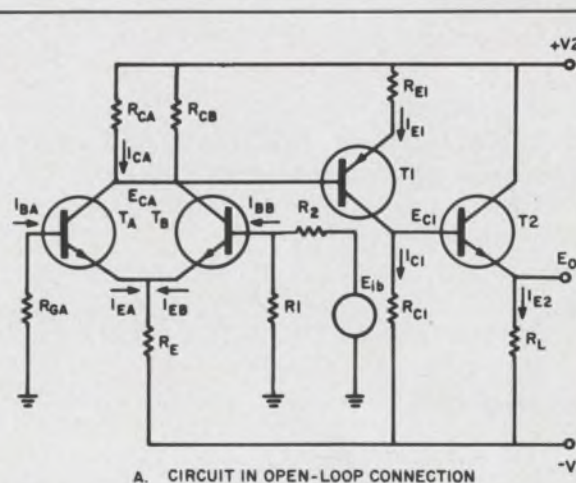 +V2
RCA
RCB
RE1
ICA
IE1
T1
IBA
ECA
TA
TB
IBB
R2
EC1
T2
Eib
EO
IEA
IEB
IC1
IE2
RGA
RE
R1
RC1
RL
-V
A. CIRCUIT IN OPEN-LOOP CONNECTION